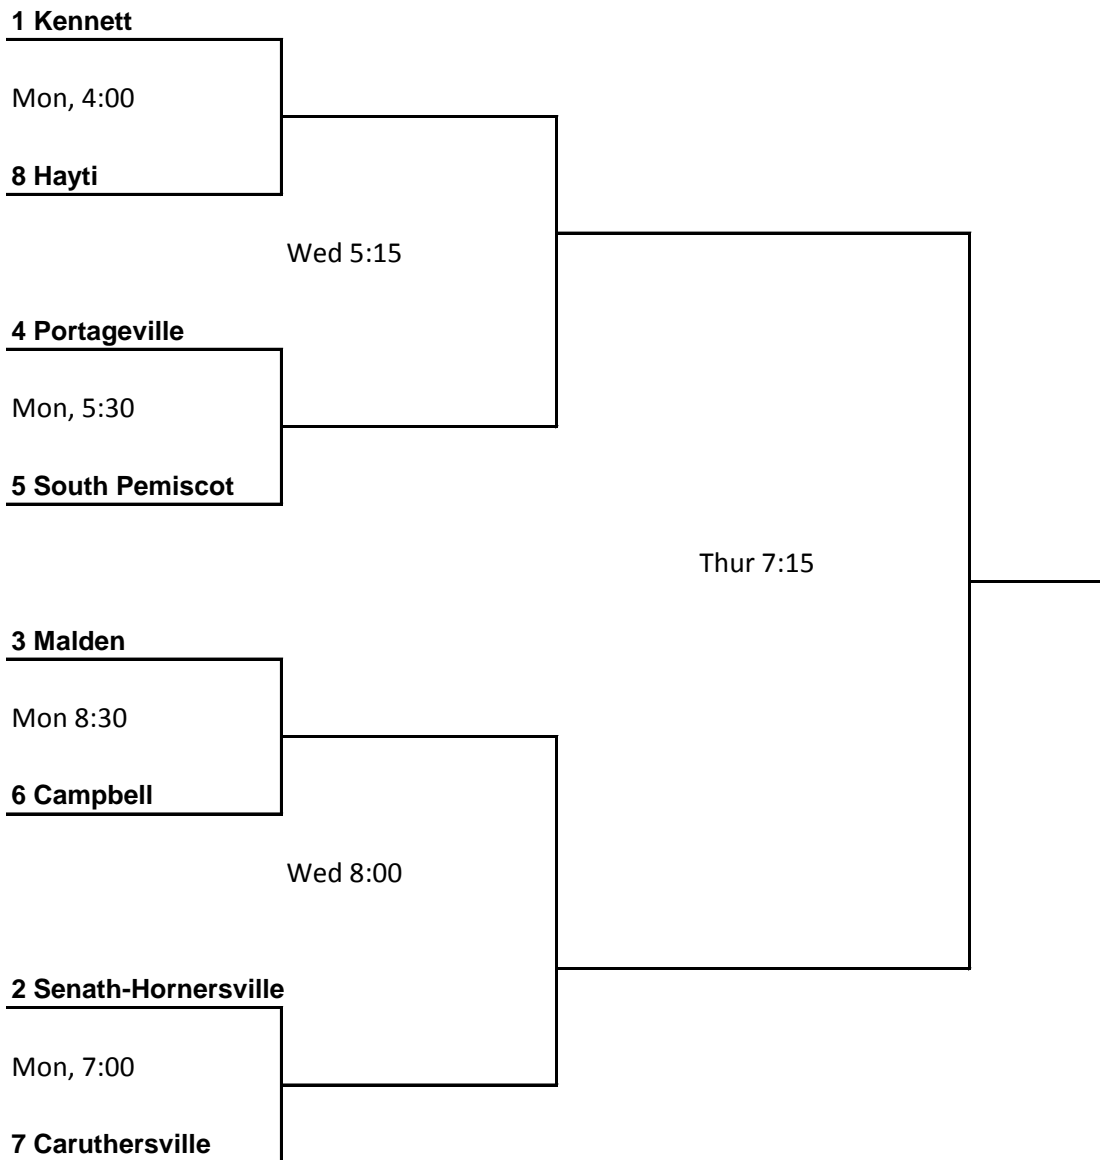 1 Kennett
Mon, 4:00
8 Hayti
Wed 5:15
4 Portageville
Mon, 5:30
5 South Pemiscot
Thur 7:15
3 Malden
Mon 8:30
6 Campbell
Wed 8:00
2 Senath-Hornersville
Mon, 7:00
7 Caruthersville